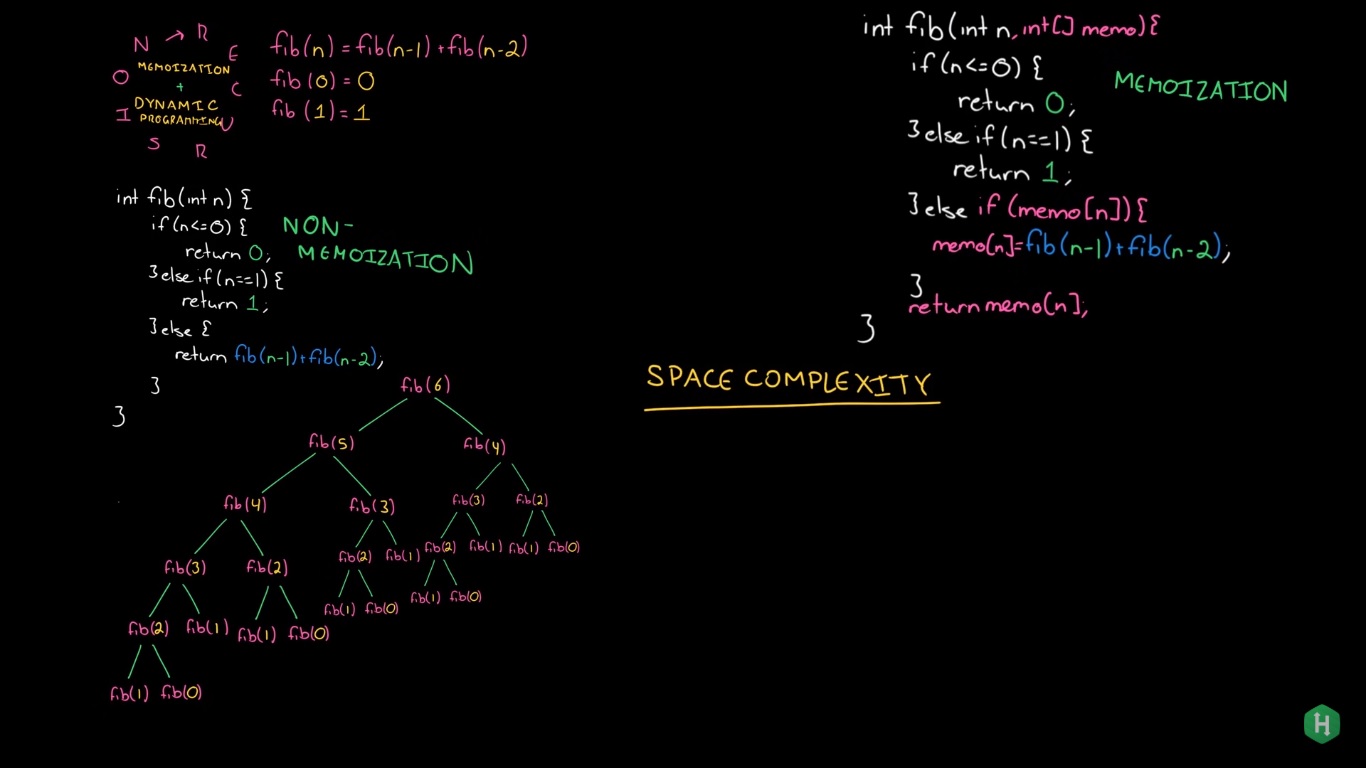 N → R
E
C
U
R
S
I
O
MEMOIZATION
+
DYNAMIC
PROGRAMMING
fib(n) = fib(n-1) + fib(n-2)
fib(0) = 0
fib(1) = 1
int fib(int n) {
if (n<=0) {
return 0;
}else if(n==1) {
return 1;
}else {
return fib(n-1)+fib(n-2);
}
}
NON-
MEMOIZATION
fib(6)
fib(5) fib(4)
fib(4) fib(3) fib(3) fib(2)
fib(3) fib(2) fib(2) fib(1) fib(2) fib(1) fib(1) fib(0)
fib(2) fib(1) fib(1) fib(0) fib(1) fib(0) fib(1) fib(0)
fib(1) fib(0)
int fib(int n, int[] memo){
if (n<=0) {
return 0;
}else if(n==1) {
return 1;
}else if (memo[n]){
memo[n]=fib(n-1)+fib(n-2);
}
return memo[n];
}
MEMOIZATION
SPACE COMPLEXITY
H